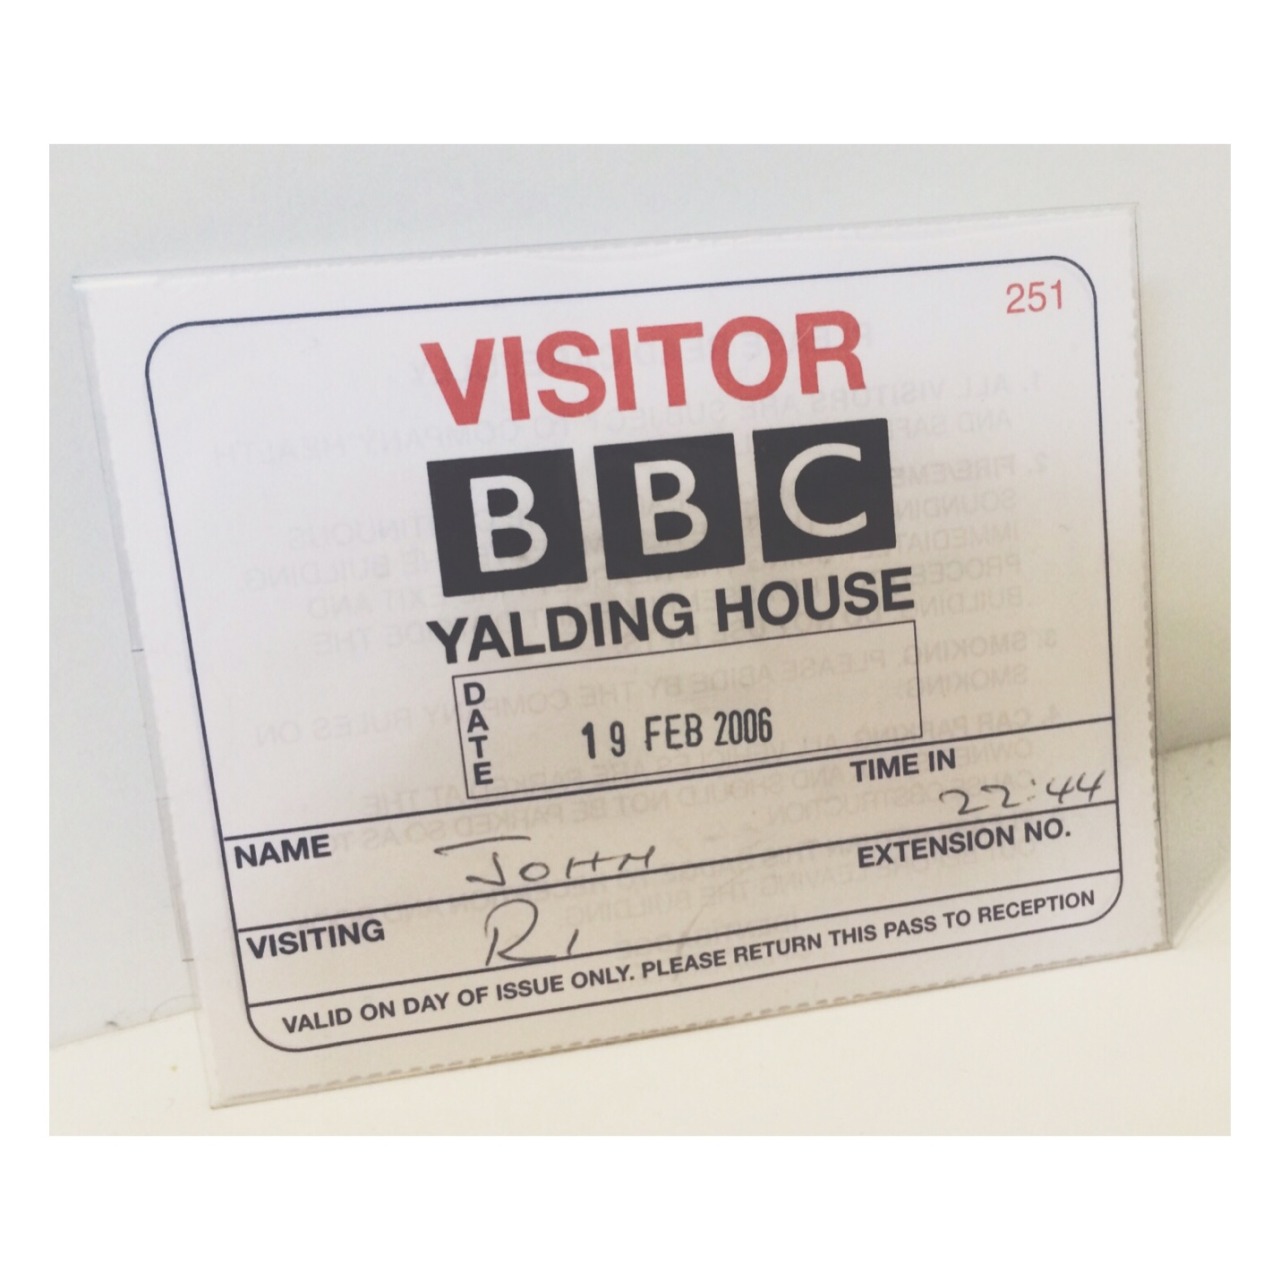 251
VISITOR
BBC
YALDING HOUSE
DATE
19 FEB 2006
TIME IN
22:44
NAME
JOHN
EXTENSION NO.
VISITING
R1
VALID ON DAY OF ISSUE ONLY. PLEASE RETURN THIS PASS TO RECEPTION